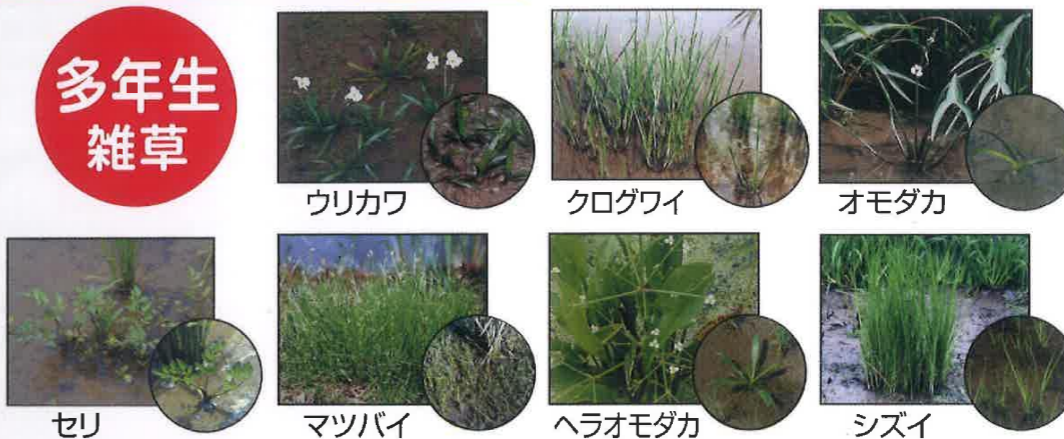 多年生
雑草
ウリカワ
クログワイ
オモダカ
セリ
マツバイ
ヘラオモダカ
シズイ